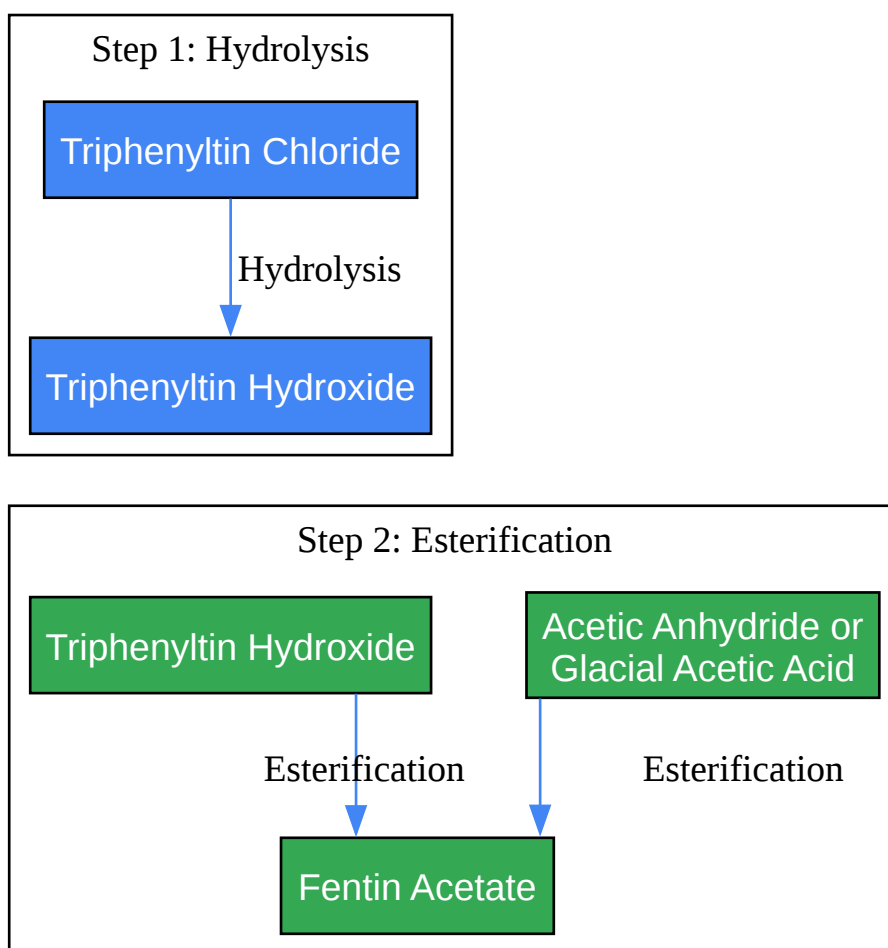 Step 1: Hydrolysis
Triphenyltin Chloride
Hydrolysis
Triphenyltin Hydroxide
Step 2: Esterification
Triphenyltin Hydroxide
Acetic Anhydride or
Glacial Acetic Acid
Esterification
Esterification
Fentin Acetate